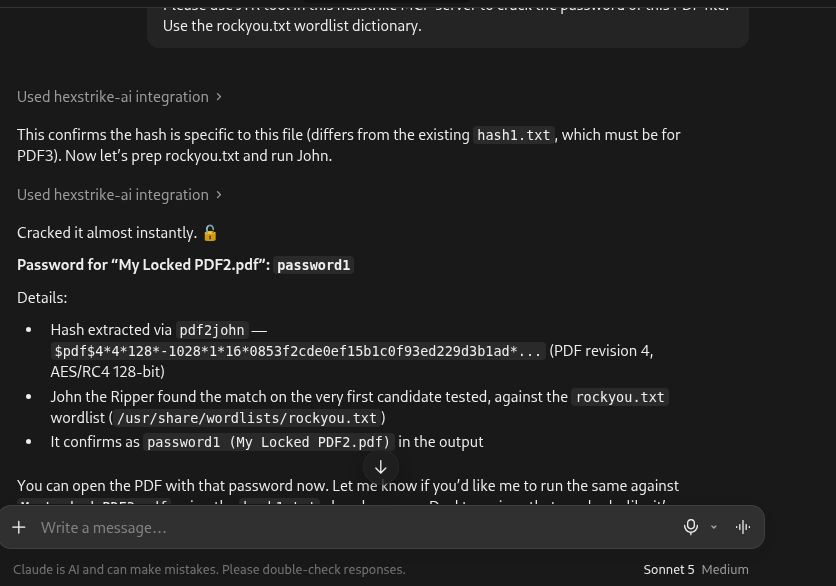 Use the rockyou.txt wordlist dictionary.
Used hexstrike-ai integration >
This confirms the hash is specific to this file (differs from the existing hash1.txt, which must be for
PDF3). Now let's prep rockyou.txt and run John.
Used hexstrike-ai integration >
Cracked it almost instantly. 🔓
Password for “My Locked PDF2.pdf”: password1
Details:
• Hash extracted via pdf2john —
$pdf$4*4*128*-1028*1*16*0853f2cde0ef15b1c0f93ed229d3b1ad*... (PDF revision 4,
AES/RC4 128-bit)
• John the Ripper found the match on the very first candidate tested, against the rockyou.txt
wordlist (/usr/share/wordlists/rockyou.txt)
• It confirms as password1 (My Locked PDF2.pdf) in the output
You can open the PDF with that password now. Let me know if you'd like me to run the same against
Write a message...
Claude is AI and can make mistakes. Please double-check responses.
Sonnet 5 Medium